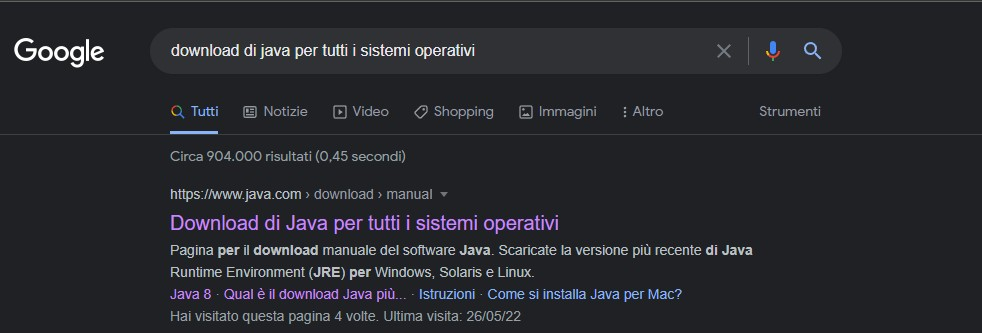 Google
download di java per tutti i sistemi operativi
Tutti Notizie Video Shopping Immagini Altro Strumenti
Circa 904.000 risultati (0,45 secondi)
https://www.java.com › download › manual
Download di Java per tutti i sistemi operativi
Pagina per il download manuale del software Java. Scaricate la versione più recente di Java
Runtime Environment (JRE) per Windows, Solaris e Linux.
Java 8 · Qual è il download Java più... · Istruzioni · Come si installa Java per Mac?
Hai visitato questa pagina 4 volte. Ultima visita: 26/05/22